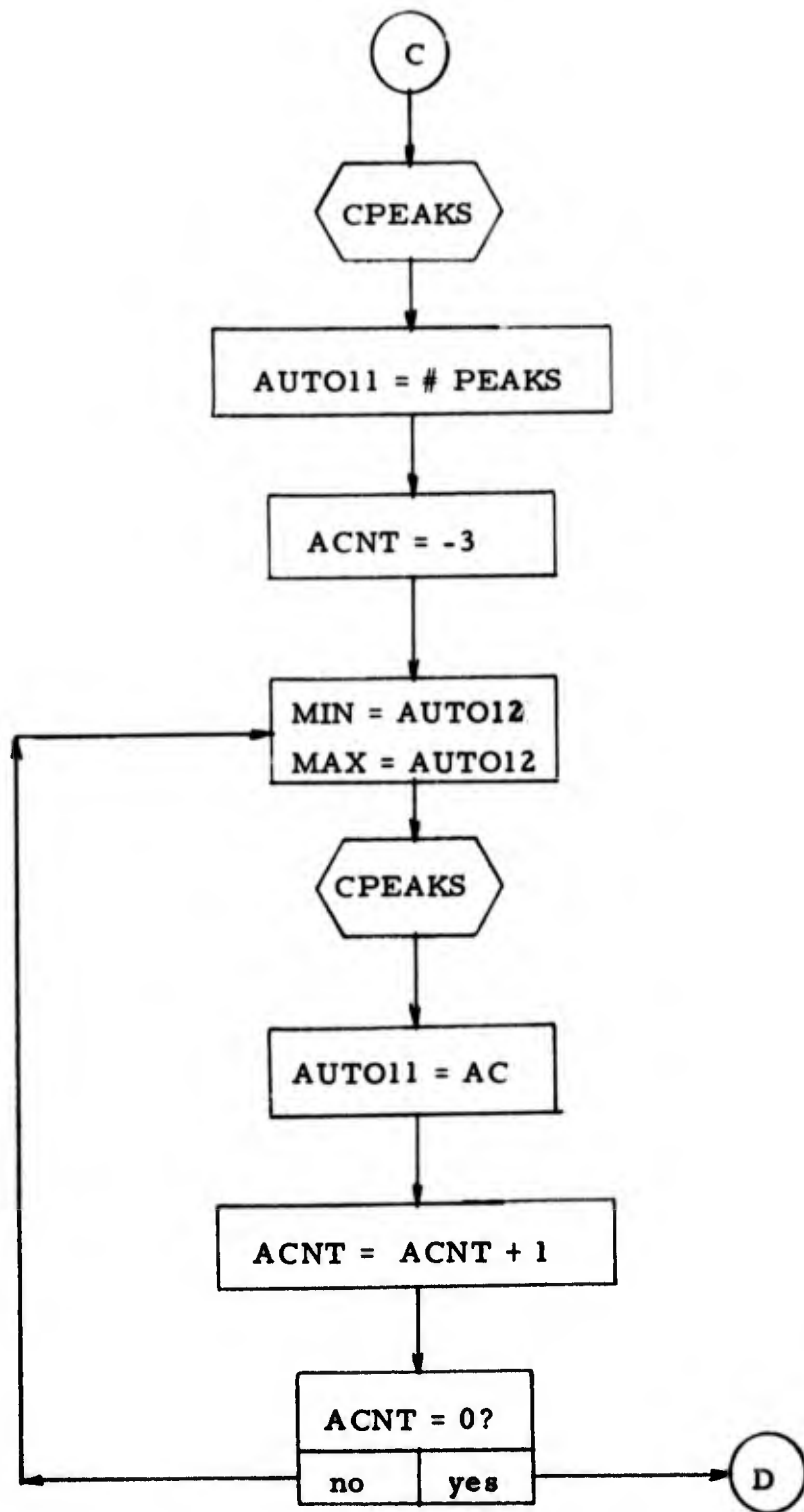 C
CPEAKS
AUTO11 = # PEAKS
ACNT = -3
MIN = AUTO12
MAX = AUTO12
CPEAKS
AUTO11 = AC
ACNT = ACNT + 1
ACNT = 0?
no yes
D